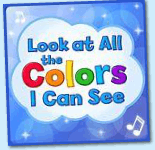 Look at All
the
Colors
I Can See